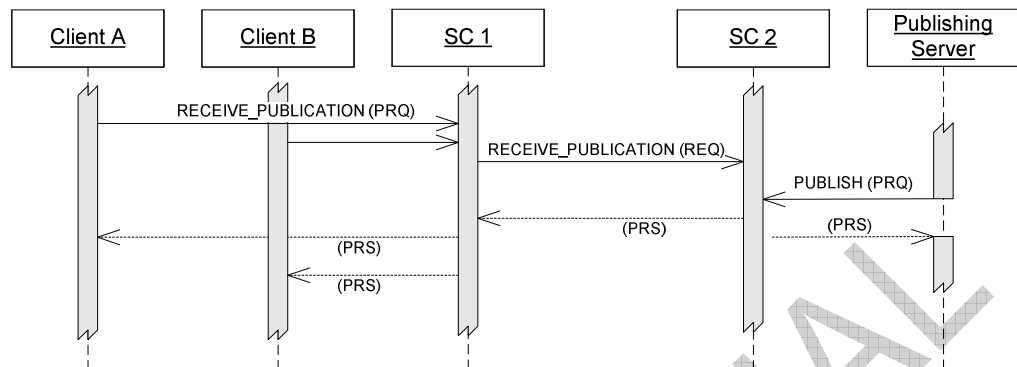 Client A
Client B
SC 1
SC 2
Publishing
Server
RECEIVE_PUBLICATION (PRQ)
RECEIVE_PUBLICATION (REQ)
PUBLISH (PRQ)
(PRS)
(PRS)
(PRS)
(PRS)